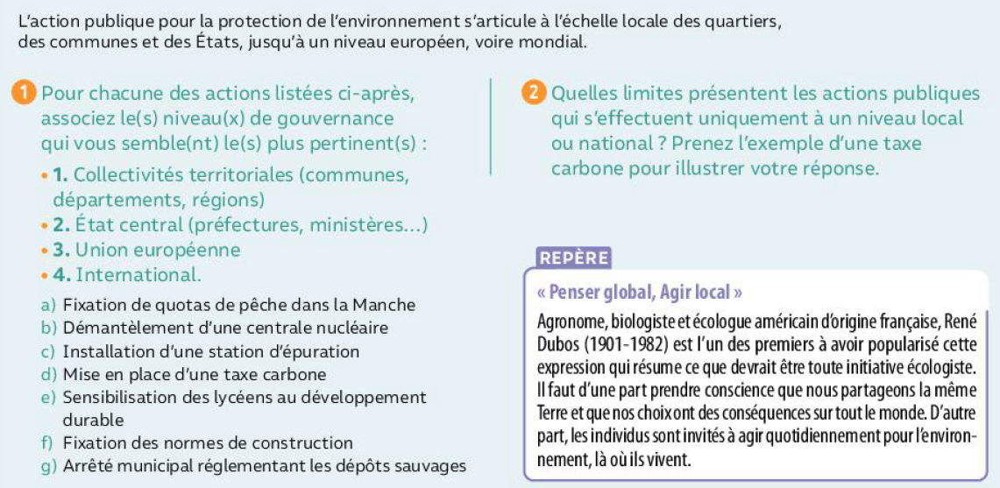 L’action publique pour la protection de l’environnement s’articule à l’échelle locale des quartiers,
des communes et des États, jusqu’à un niveau européen, voire mondial.
1 Pour chacune des actions listées ci-après,
associez le(s) niveau(x) de gouvernance
qui vous semble(nt) le(s) plus pertinent(s) :
• 1. Collectivités territoriales (communes,
départements, régions)
• 2. État central (préfectures, ministères...)
• 3. Union européenne
• 4. International.
a) Fixation de quotas de pêche dans la Manche
b) Démantèlement d’une centrale nucléaire
c) Installation d’une station d’épuration
d) Mise en place d’une taxe carbone
e) Sensibilisation des lycéens au développement
durable
f) Fixation des normes de construction
g) Arrêté municipal réglementant les dépôts sauvages
2 Quelles limites présentent les actions publiques
qui s’effectuent uniquement à un niveau local
ou national ? Prenez l’exemple d’une taxe
carbone pour illustrer votre réponse.
REPÈRE
« Penser global, Agir local »
Agronome, biologiste et écologue américain d’origine française, René
Dubos (1901-1982) est l’un des premiers à avoir popularisé cette
expression qui résume ce que devrait être toute initiative écologiste.
Il faut d’une part prendre conscience que nous partageons la même
Terre et que nos choix ont des conséquences sur tout le monde. D’autre
part, les individus sont invités à agir quotidiennement pour l’environ-
nement, là où ils vivent.